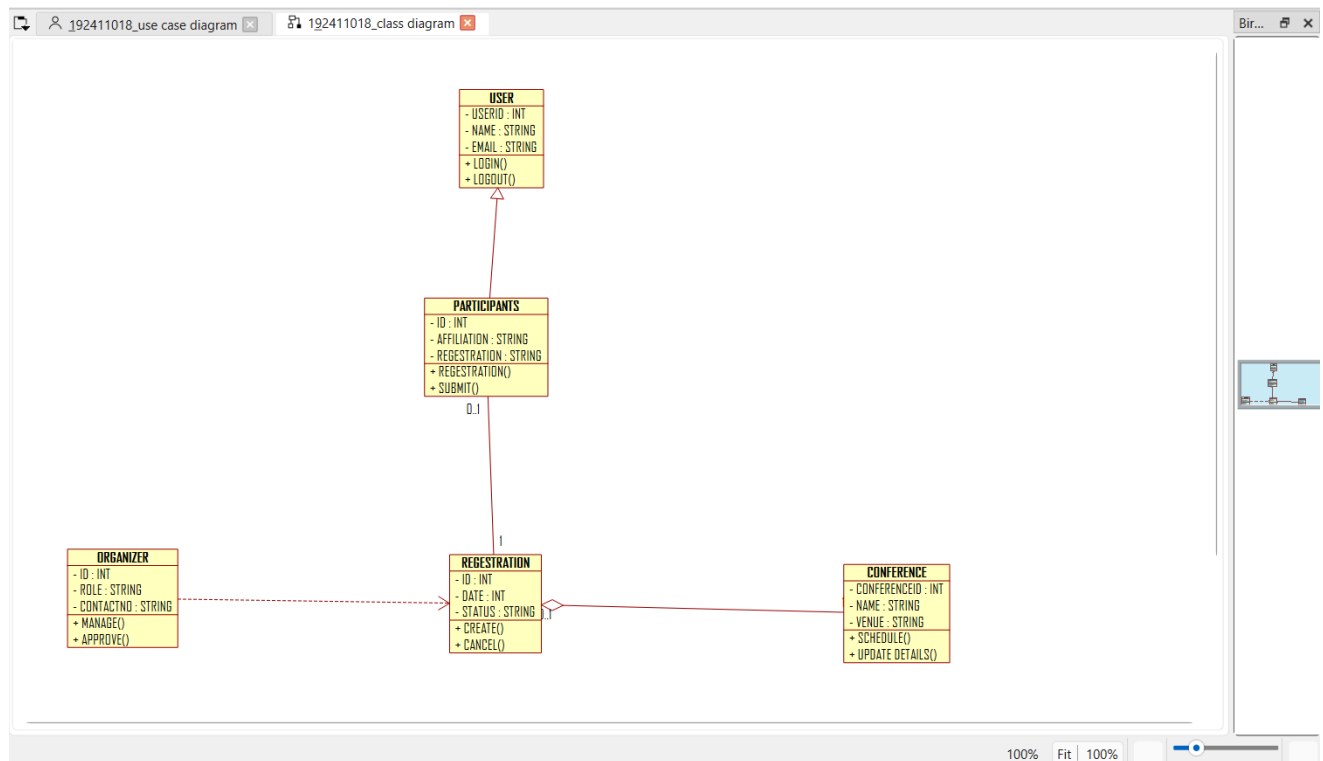 192411018_use case diagram
192411018_class diagram
Bir...
USER
- USERID : INT
- NAME : STRING
- EMAIL : STRING
+ LOGIN()
+ LOGOUT()
PARTICIPANTS
- ID : INT
- AFFILIATION : STRING
- REGESTRATION : STRING
+ REGESTRATION()
+ SUBMIT()
0..1
1
ORGANIZER
- ID : INT
- ROLE : STRING
- CONTACTNO : STRING
+ MANAGE()
+ APPROVE()
REGESTRATION
- ID : INT
- DATE : INT
- STATUS : STRING
+ CREATE()
+ CANCEL()
CONFERENCE
- CONFERENCEID : INT
- NAME : STRING
- VENUE : STRING
+ SCHEDULE()
+ UPDATE DETAILS()
100%
Fit
100%